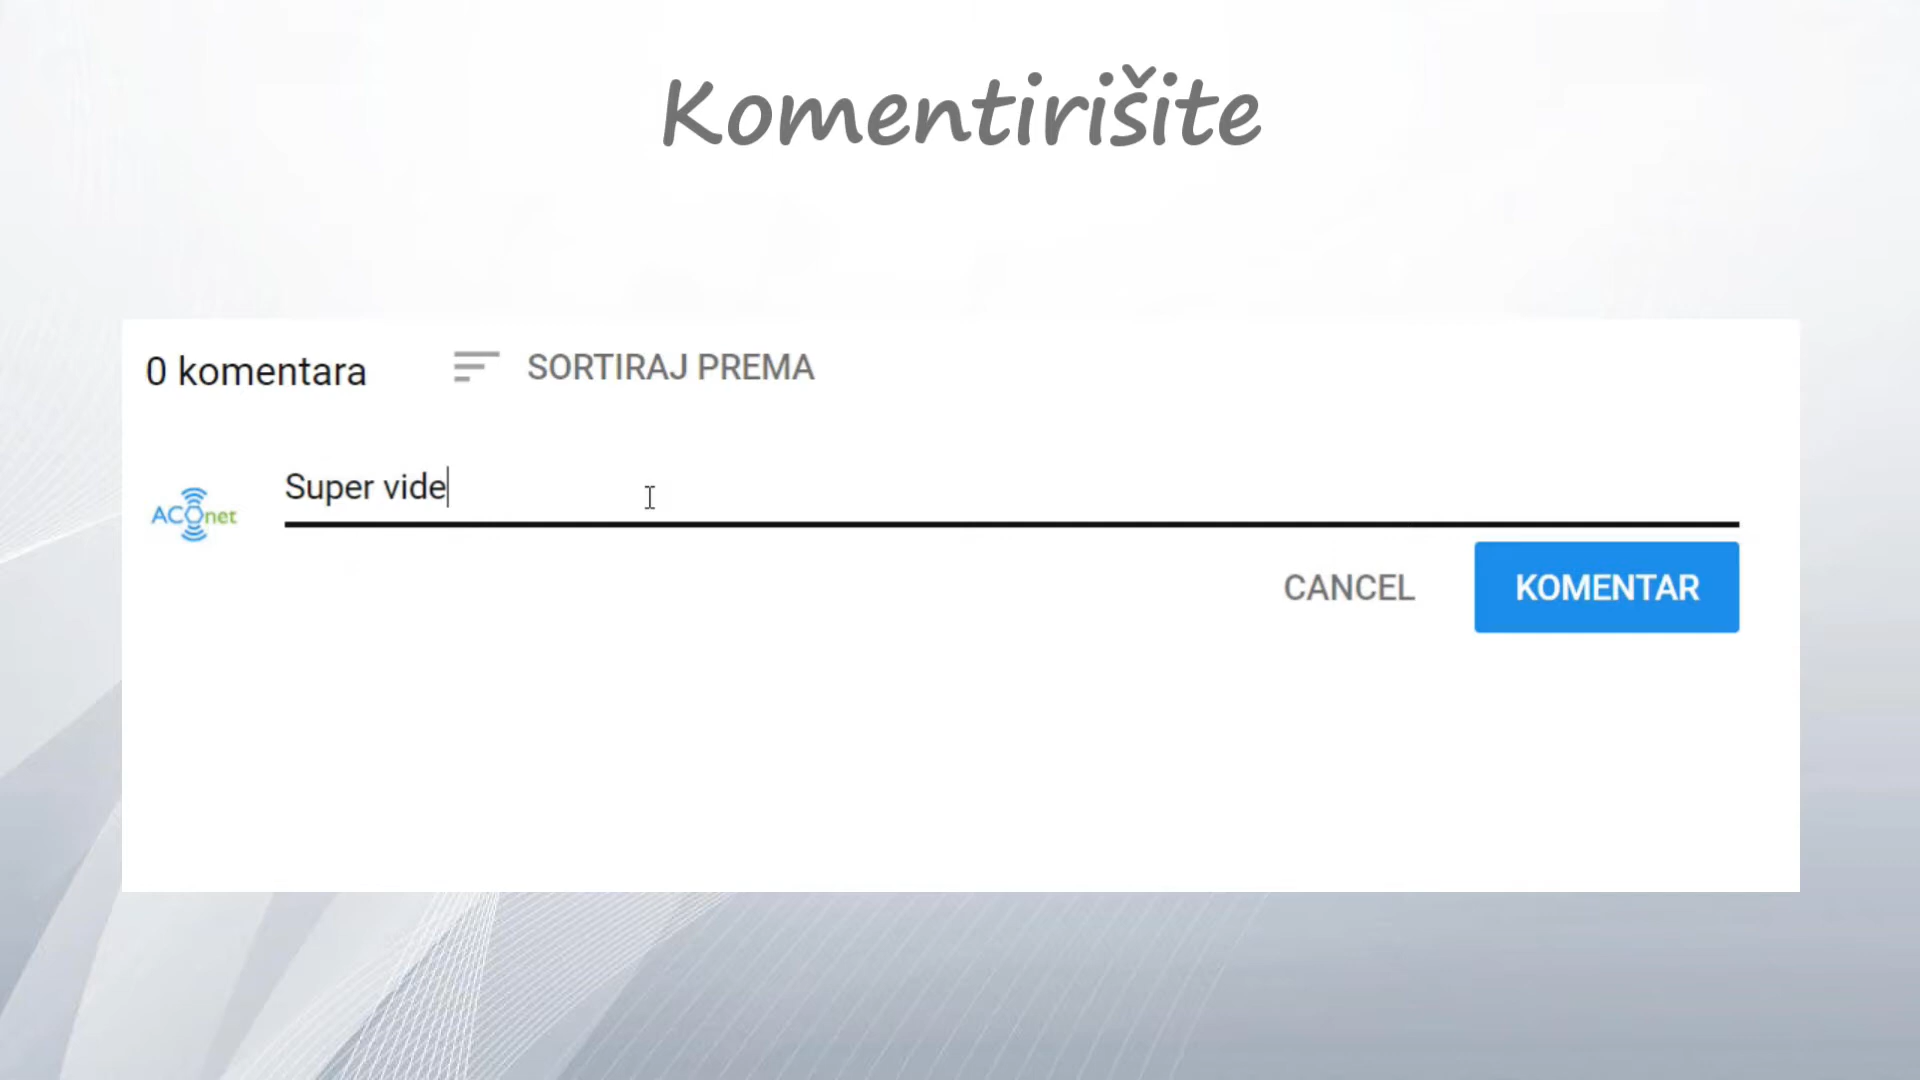 Komentirišite
0 komentara
SORTIRAJ PREMA
Super vide
ACOnet
CANCEL
KOMENTAR